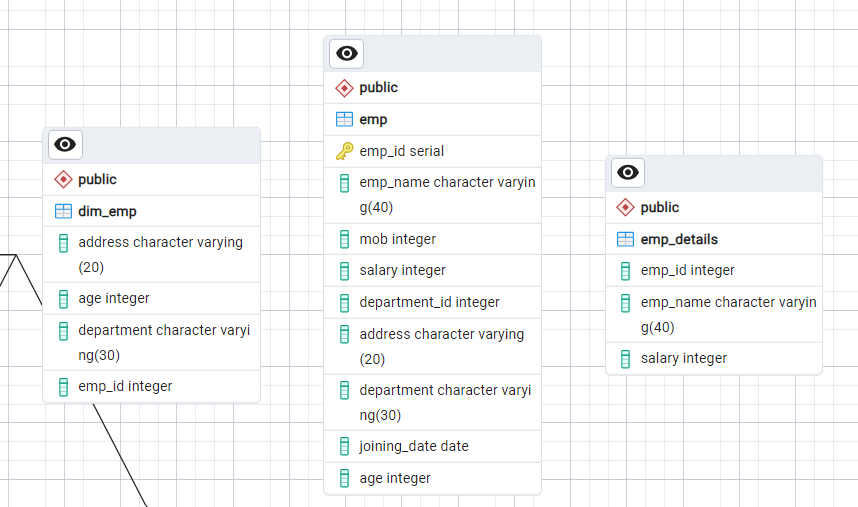 public
dim_emp
address character varying
(20)
age integer
department character varyi
ng(30)
emp_id integer
public
emp
emp_id serial
emp_name character varyin
g(40)
mob integer
salary integer
department_id integer
address character varying
(20)
department character varyi
ng(30)
joining_date date
age integer
public
emp_details
emp_id integer
emp_name character varyin
g(40)
salary integer